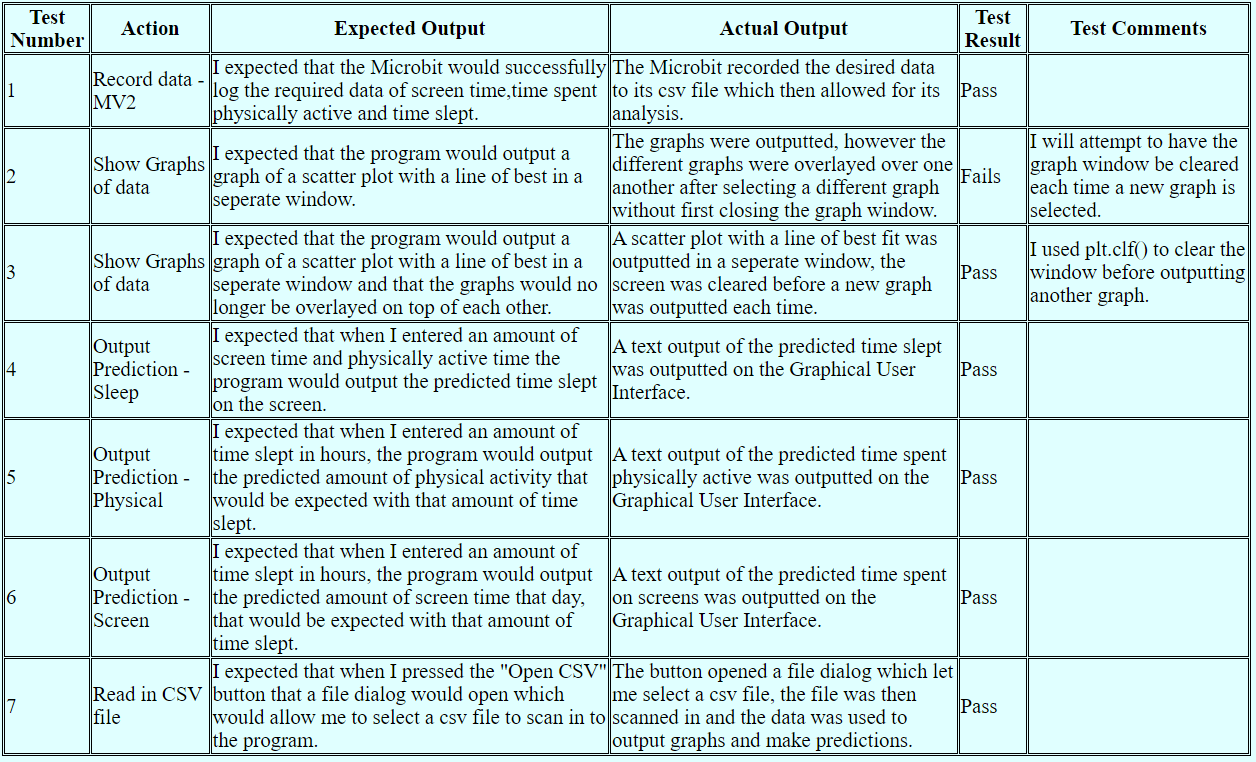 Test Number
Action
Expected Output
Actual Output
Test Result
Test Comments
1
Record data -
MV2
I expected that the Microbit would successfully
log the required data of screen time,time spent
physically active and time slept.
The Microbit recorded the desired data
to its csv file which then allowed for its
analysis.
Pass
2
Show Graphs
of data
I expected that the program would output a
graph of a scatter plot with a line of best in a
seperate window.
The graphs were outputted, however the
different graphs were overlayed over one
another after selecting a different graph
without first closing the graph window.
Fails
I will attempt to have the
graph window be cleared
each time a new graph is
selected.
3
Show Graphs
of data
I expected that the program would output a
graph of a scatter plot with a line of best in a
seperate window and that the graphs would no
longer be overlayed on top of each other.
A scatter plot with a line of best fit was
outputted in a seperate window, the
screen was cleared before a new graph
was outputted each time.
Pass
I used plt.clf() to clear the
window before outputting
another graph.
4
Output
Prediction -
Sleep
I expected that when I entered an amount of
screen time and physically active time the
program would output the predicted time slept
on the screen.
A text output of the predicted time slept
was outputted on the Graphical User
Interface.
Pass
5
Output
Prediction -
Physical
I expected that when I entered an amount of
time slept in hours, the program would output
the predicted amount of physical activity that
would be expected with that amount of time
slept.
A text output of the predicted time spent
physically active was outputted on the
Graphical User Interface.
Pass
6
Output
Prediction -
Screen
I expected that when I entered an amount of
time slept in hours, the program would output
the predicted amount of screen time that day,
that would be expected with that amount of
time slept.
A text output of the predicted time spent
on screens was outputted on the
Graphical User Interface.
Pass
7
Read in CSV
file
I expected that when I pressed the "Open CSV"
button that a file dialog would open which
would allow me to select a csv file to scan in to
the program.
The button opened a file dialog which let
me select a csv file, the file was then
scanned in and the data was used to
output graphs and make predictions.
Pass